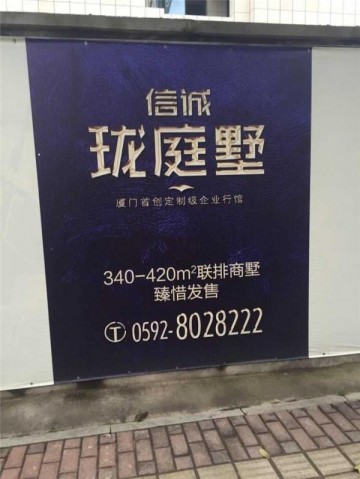 信诚
珑庭墅
厦门首创定制级企业行馆
340-420m²联排商墅
臻惜发售
T 0592-8028222